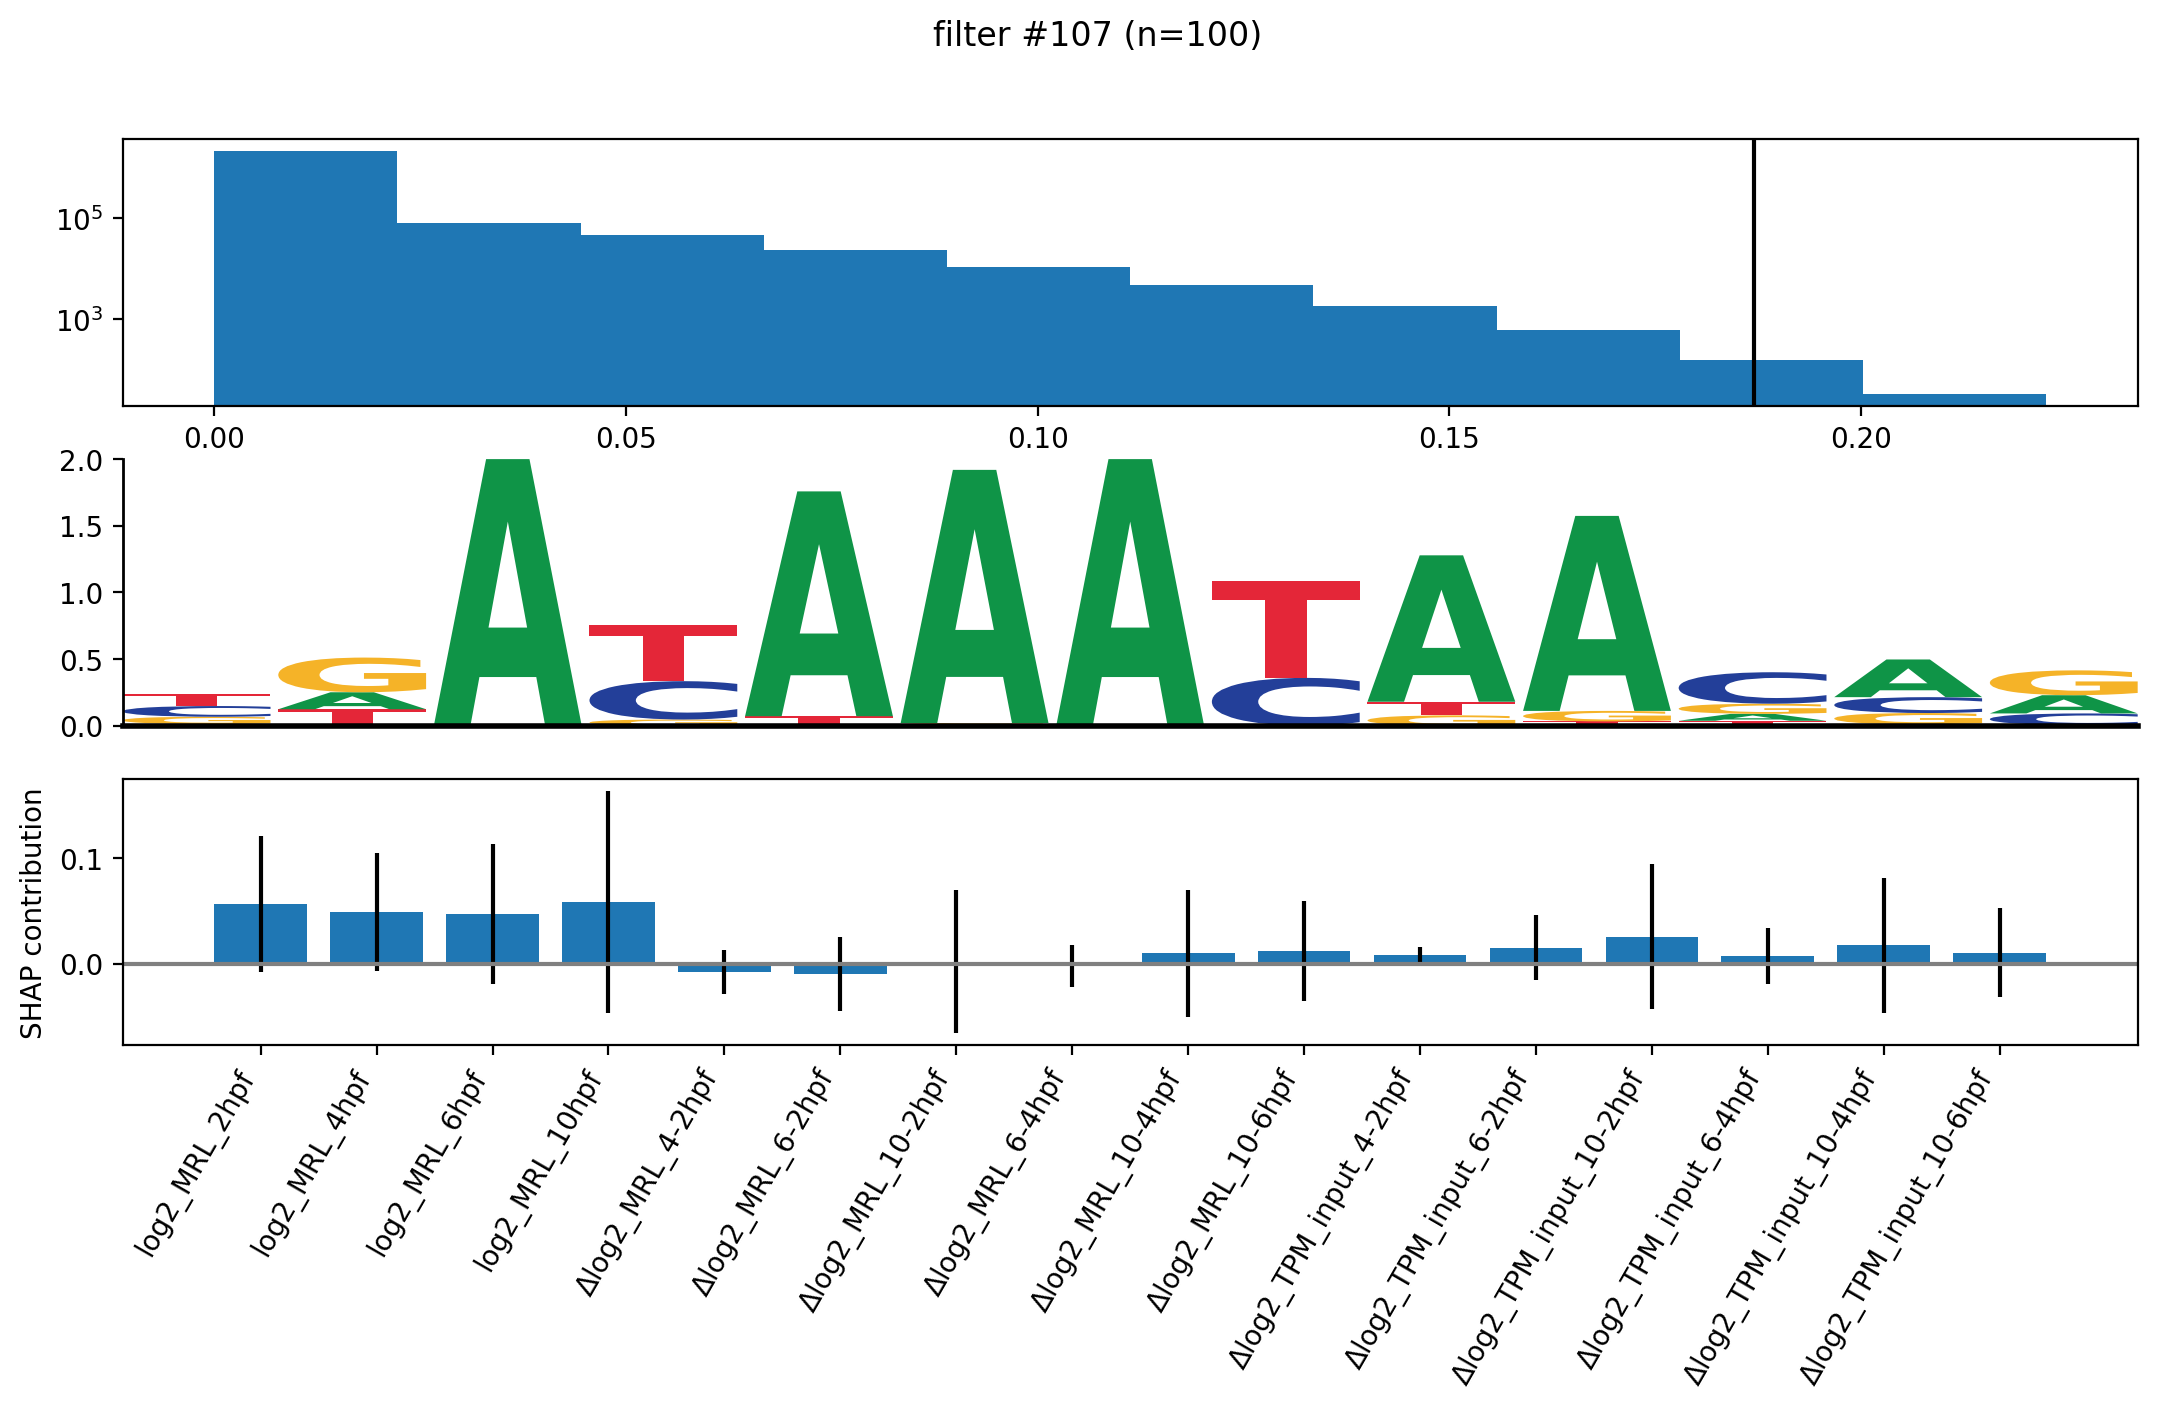 filter #107 (n=100)
10^5
10^3
0.00 0.05 0.10 0.15 0.20
2.0
1.5
1.0
0.5
0.0
T C G
G A T
A
T C G
A T
A
A
T C
A T G
A G T
C G A T
A C G
G A C
SHAP contribution
0.1
0.0
log2_MRL_2hpf
log2_MRL_4hpf
log2_MRL_6hpf
log2_MRL_10hpf
Δlog2_MRL_4-2hpf
Δlog2_MRL_6-2hpf
Δlog2_MRL_10-2hpf
Δlog2_MRL_6-4hpf
Δlog2_MRL_10-4hpf
Δlog2_MRL_10-6hpf
Δlog2_TPM_input_4-2hpf
Δlog2_TPM_input_6-2hpf
Δlog2_TPM_input_10-2hpf
Δlog2_TPM_input_6-4hpf
Δlog2_TPM_input_10-4hpf
Δlog2_TPM_input_10-6hpf